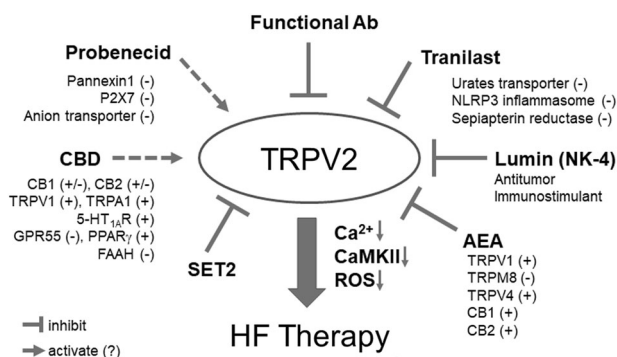 Functional Ab
Probenecid
Pannexin1 (-)
P2X7 (-)
Anion transporter (-)
Tranilast
Urates transporter (-)
NLRP3 inflammasome (-)
Sepiapterin reductase (-)
CBD
CB1 (+/-), CB2 (+/-)
TRPV1 (+), TRPA1 (+)
5-HT1AR (+)
GPR55 (-), PPARγ (+)
FAAH (-)
TRPV2
Lumin (NK-4)
Antitumor
Immunostimulant
SET2
Ca2+↓
CaMKII↓
ROS↓
AEA
TRPV1 (+)
TRPM8 (-)
TRPV4 (+)
CB1 (+)
CB2 (+)
HF Therapy
inhibit
activate (?)